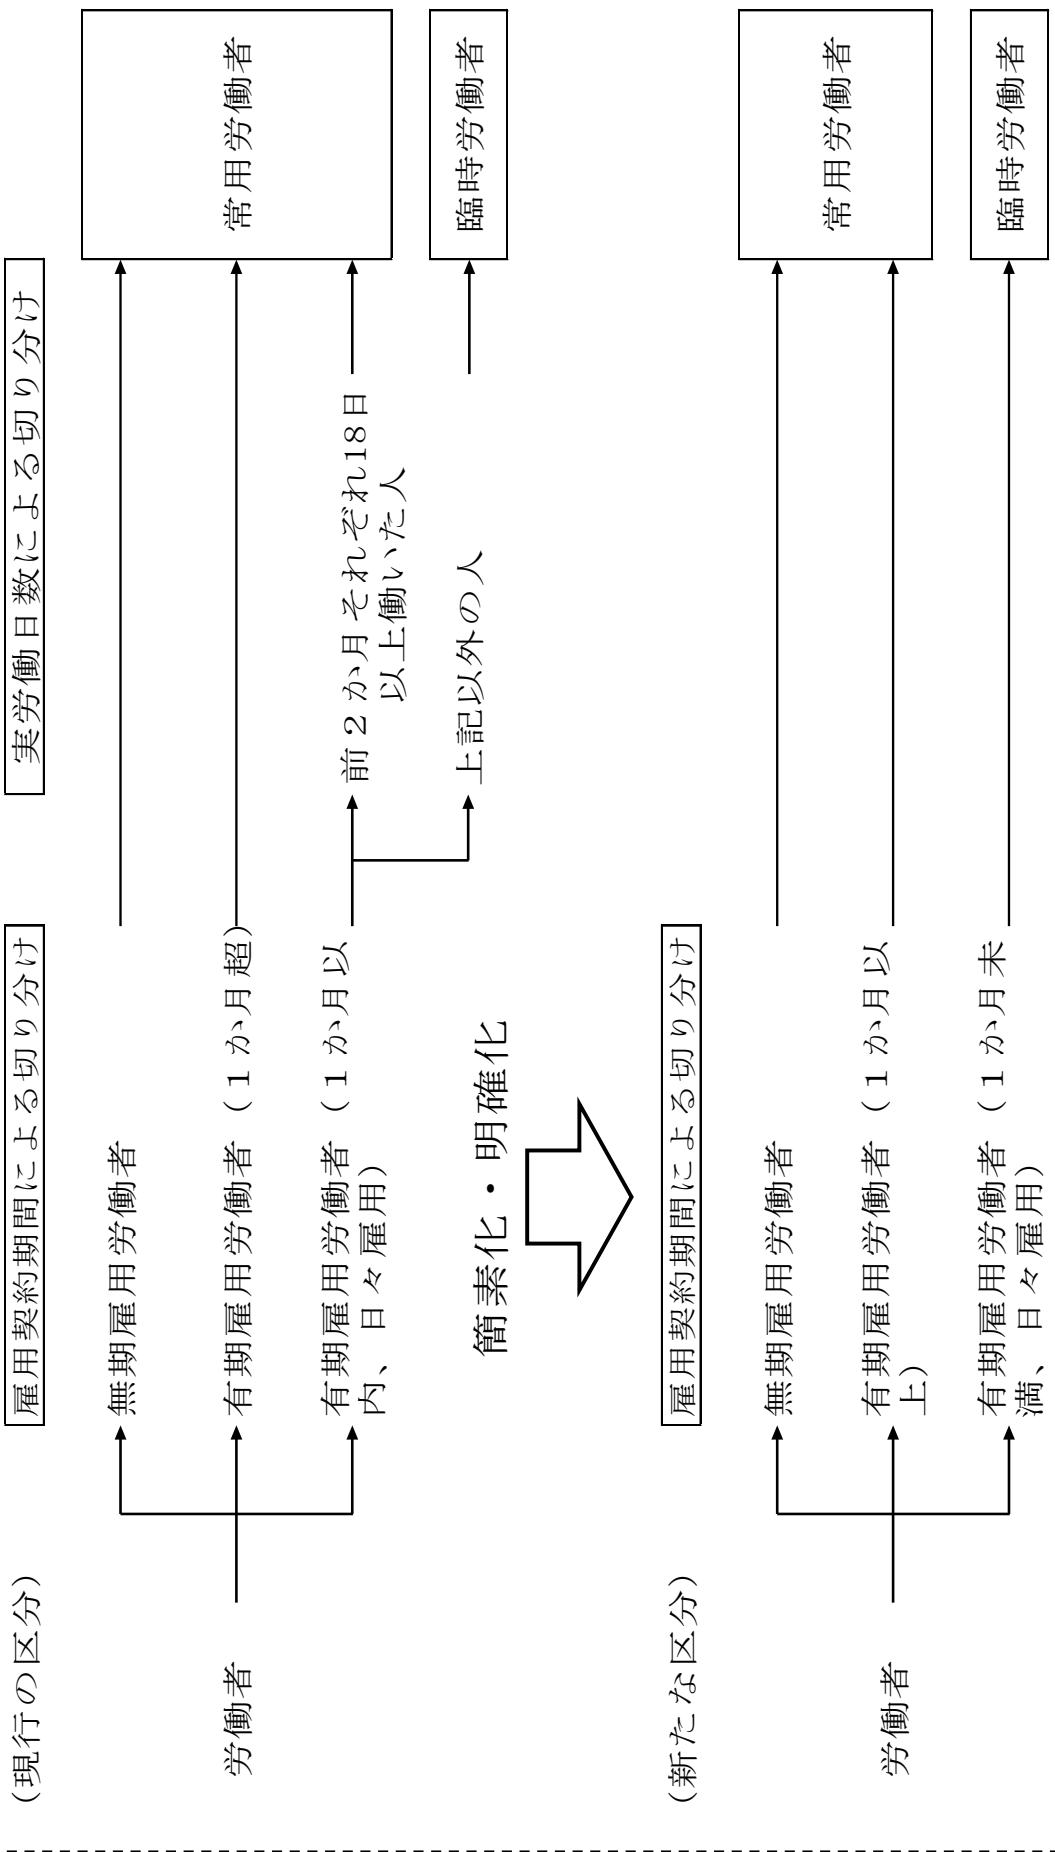 (現行の区分)
雇用契約期間による切り分け
実労働日数による切り分け
労働者
無期雇用労働者
有期雇用労働者（１か月超)
有期雇用労働者（１か月以
内、日々雇用)
前２か月それぞれ18日
以上働いた人
上記以外の人
常用労働者
臨時労働者
簡素化・明確化
(新たな区分)
雇用契約期間による切り分け
労働者
無期雇用労働者
有期雇用労働者（１か月以
上)
有期雇用労働者（１か月未
満、日々雇用)
常用労働者
臨時労働者